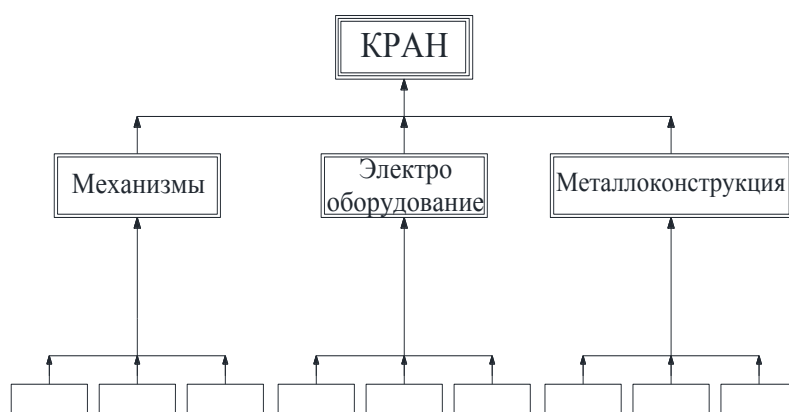 КРАН
Механизмы
Электро
оборудование
Металлоконструкция